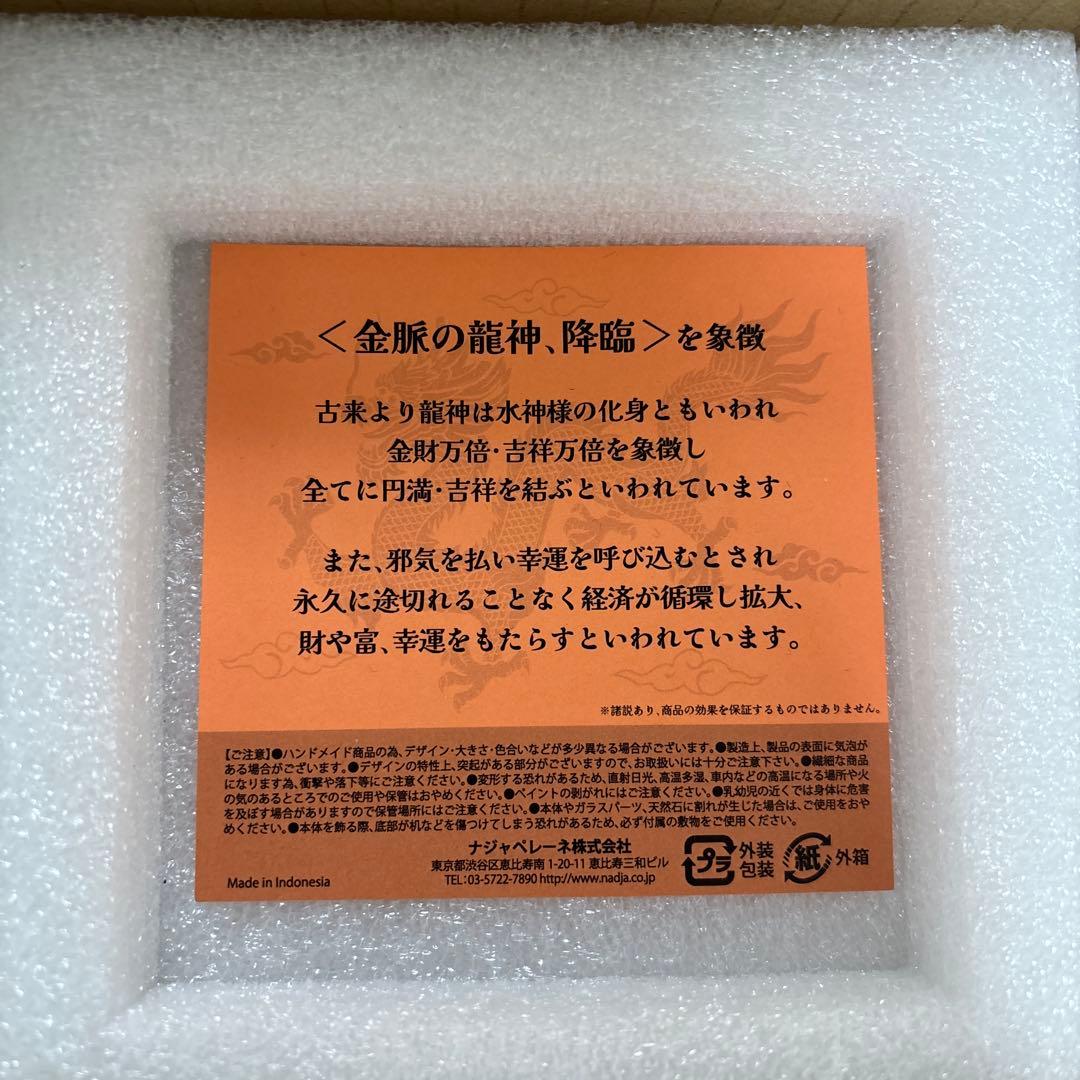 ＜金脈の龍神、降臨＞を象徴
古来より龍神は水神様の化身ともいわれ
金財万倍・吉祥万倍を象徴し
全てに円満・吉祥を結ぶといわれています。
また、邪気を払い幸運を呼び込むとされ
永久に途切れることなく経済が循環し拡大、
財や富、幸運をもたらすといわれています。
※諸説あり、商品の効果を保証するものではありません。
【ご注意】●ハンドメイド商品の為、デザイン・大きさ・色合いなどが多少異なる場合がございます。●製造上、製品の表面に気泡が
ある場合がございます。●デザインの特性上、突起がある部分がございますので、お取扱いには十分ご注意下さい。●繊細な商品
になります為、衝撃や落下等にご注意ください。●変形する恐れがあるため、直射日光、高温多湿、車内などの高温になる場所や火
の気のあるところでのご使用や保管はおやめください。●ペイントの剥がれにはご注意ください。●乳幼児の近くでは身体に危害
を及ぼす場合がありますので保管場所にはご注意ください。●本体やガラスパーツ、天然石に割れが生じた場合は、ご使用をおや
めください。●本体を飾る際、底部が机などを傷つけてしまう恐れがあるため、必ず付属の敷物をご使用ください。
ナジャペレーネ株式会社
東京都渋谷区恵比寿南 1-20-11 恵比寿三和ビル
TEL：03-5722-7890 http://www.nadja.co.jp
Made in Indonesia
プラ 外装
包装
紙 外箱